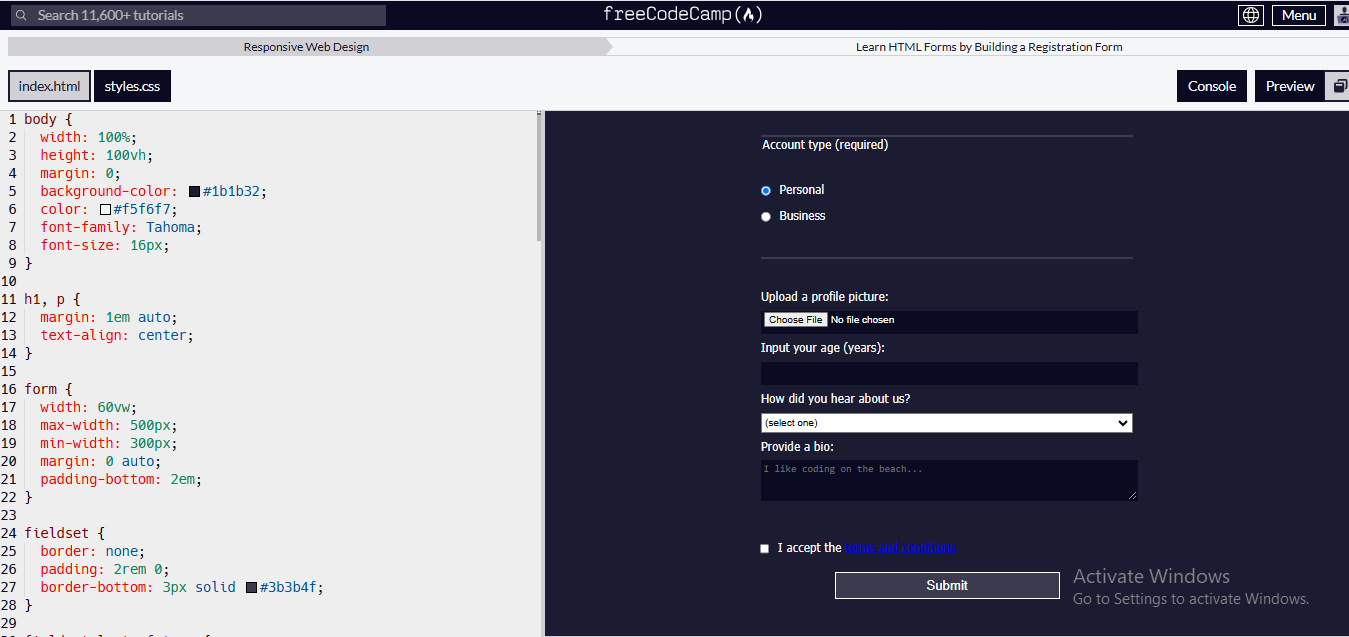 Search 11,600+ tutorials
freeCodeCamp(🔥)
Menu
Responsive Web Design
Learn HTML Forms by Building a Registration Form
index.html
styles.css
Console
Preview
1 body {
2 width: 100%;
3 height: 100vh;
4 margin: 0;
5 background-color: #1b1b32;
6 color: #f5f6f7;
7 font-family: Tahoma;
8 font-size: 16px;
9 }
10
11 h1, p {
12 margin: 1em auto;
13 text-align: center;
14 }
15
16 form {
17 width: 60vw;
18 max-width: 500px;
19 min-width: 300px;
20 margin: 0 auto;
21 padding-bottom: 2em;
22 }
23
24 fieldset {
25 border: none;
26 padding: 2rem 0;
27 border-bottom: 3px solid #3b3b4f;
28 }
29
Account type (required)
Personal
Business
Upload a profile picture:
Choose File No file chosen
Input your age (years):
How did you hear about us?
(select one)
Provide a bio:
I like coding on the beach...
I accept the terms and conditions
Submit
Activate Windows
Go to Settings to activate Windows.